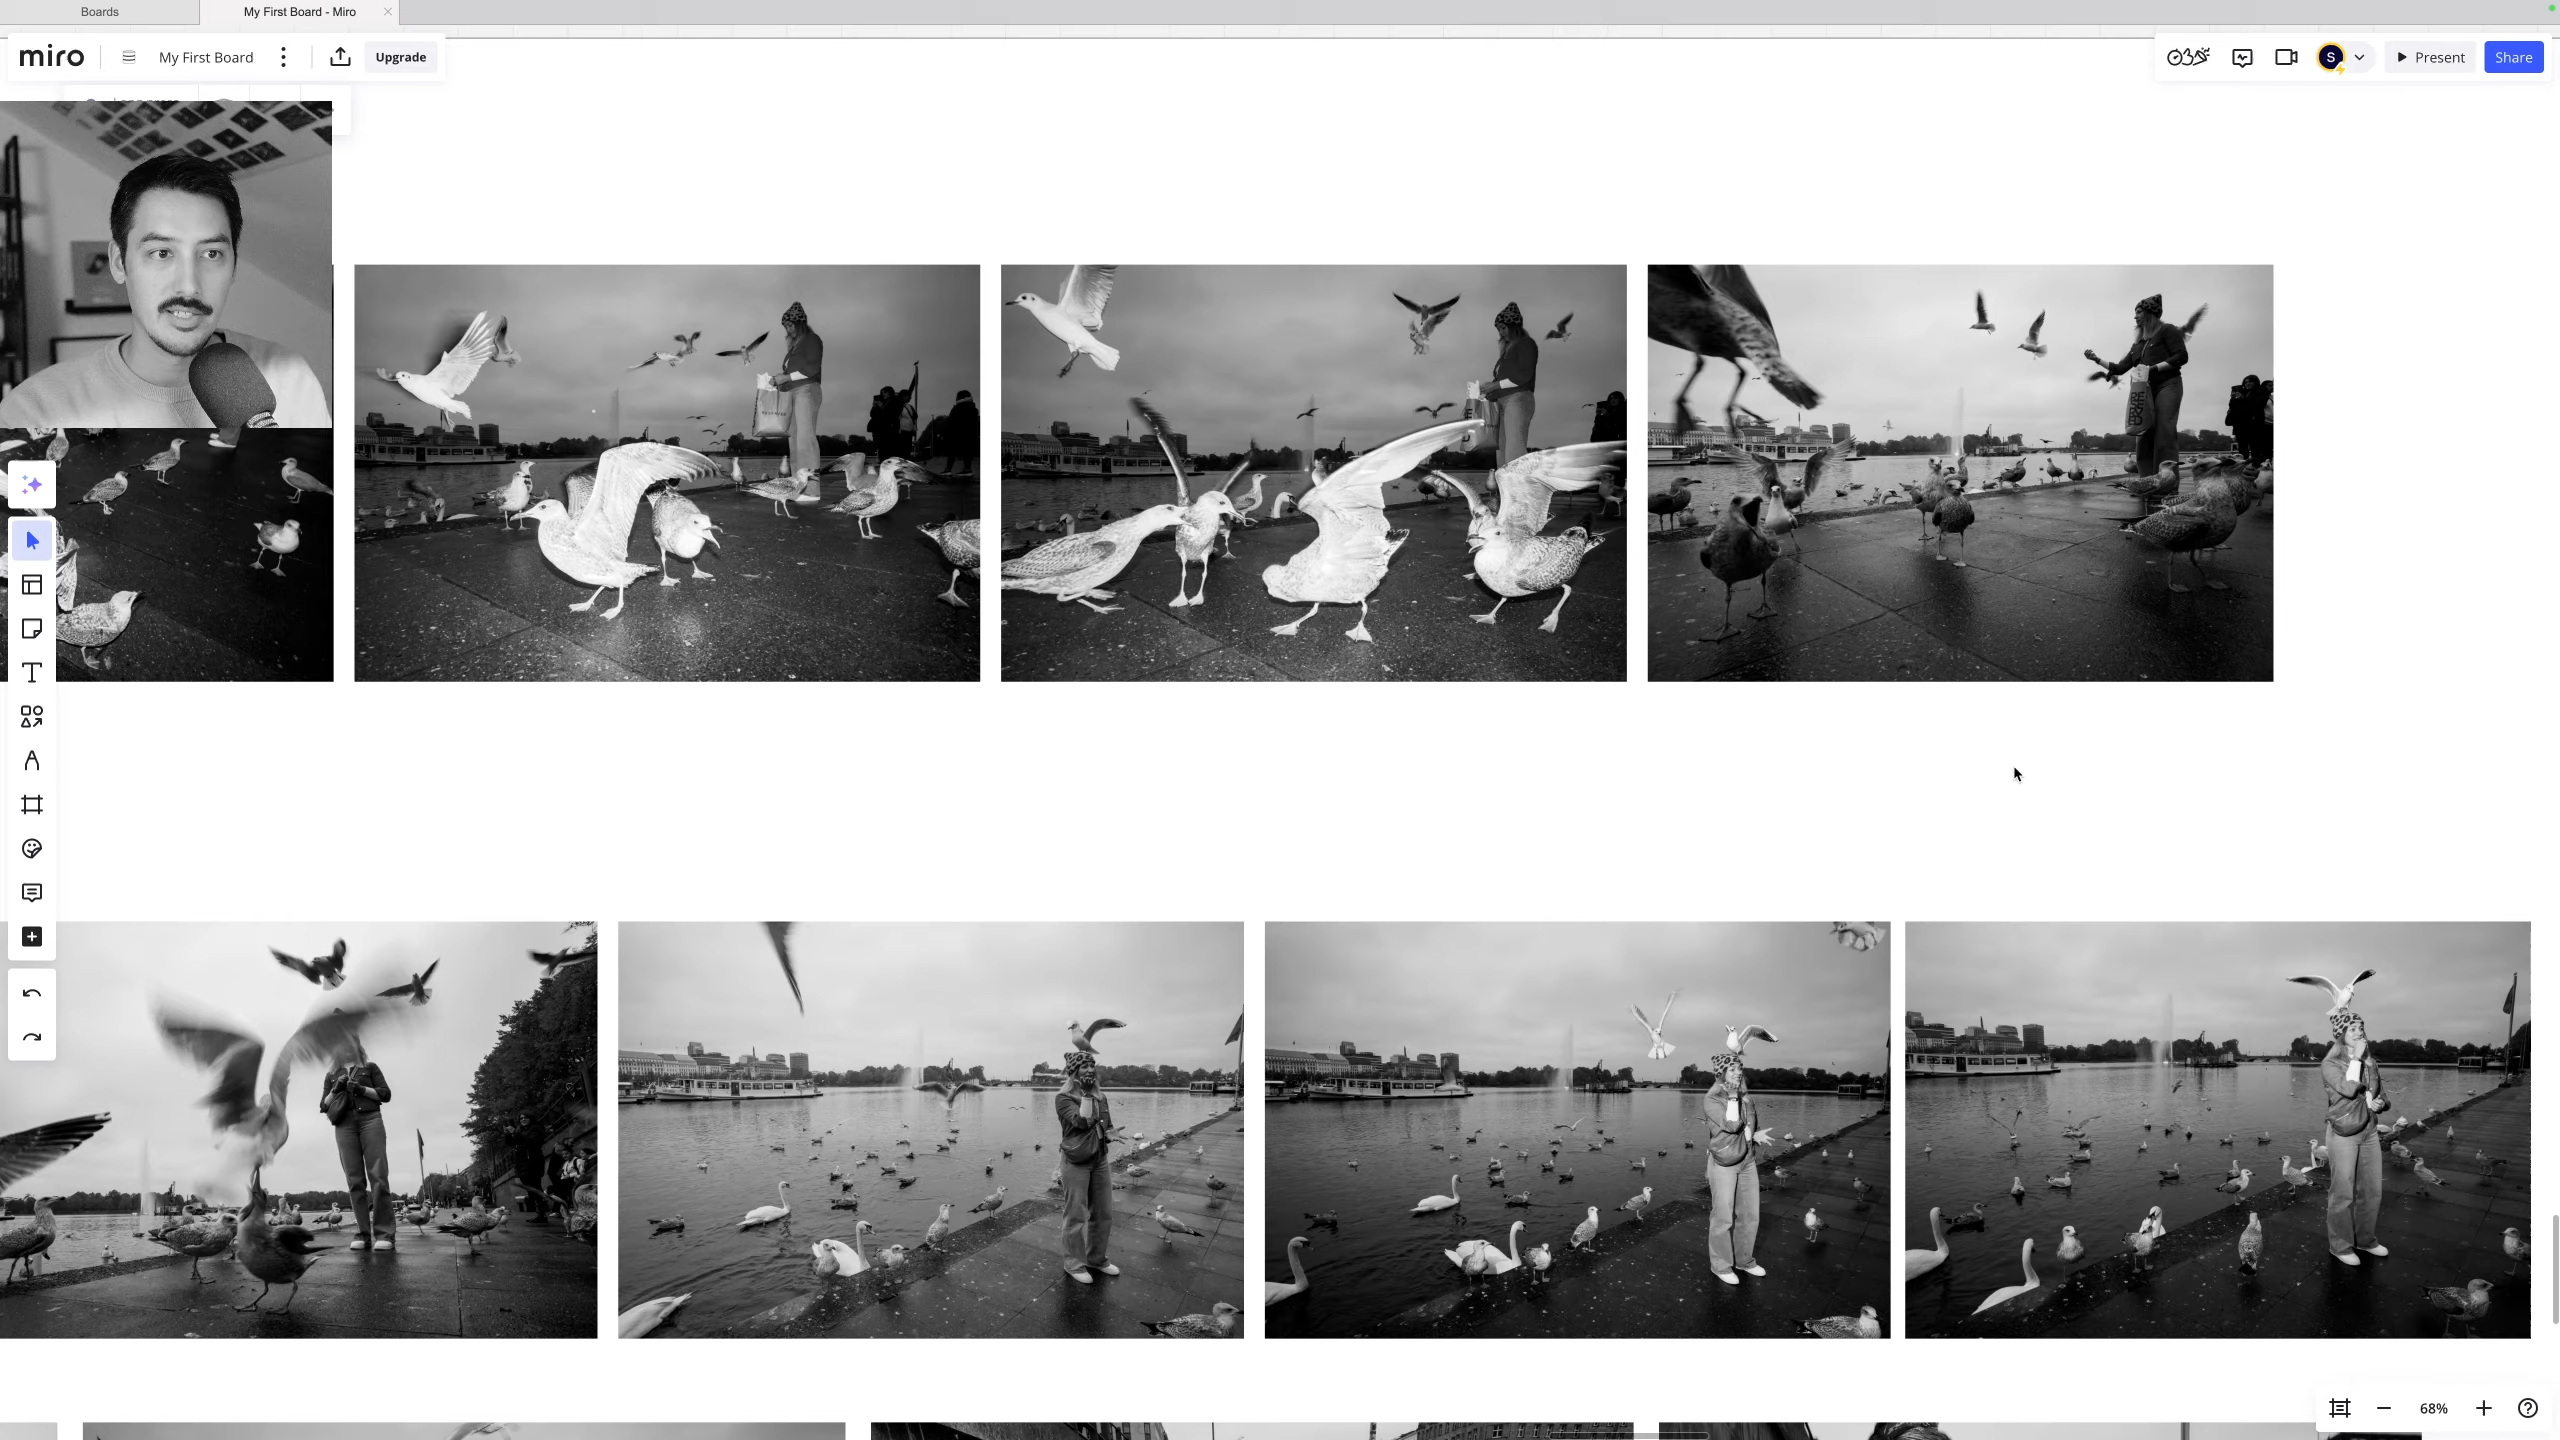 Boards
My First Board - Miro
miro
My First Board
Upgrade
S
Present
Share
68%